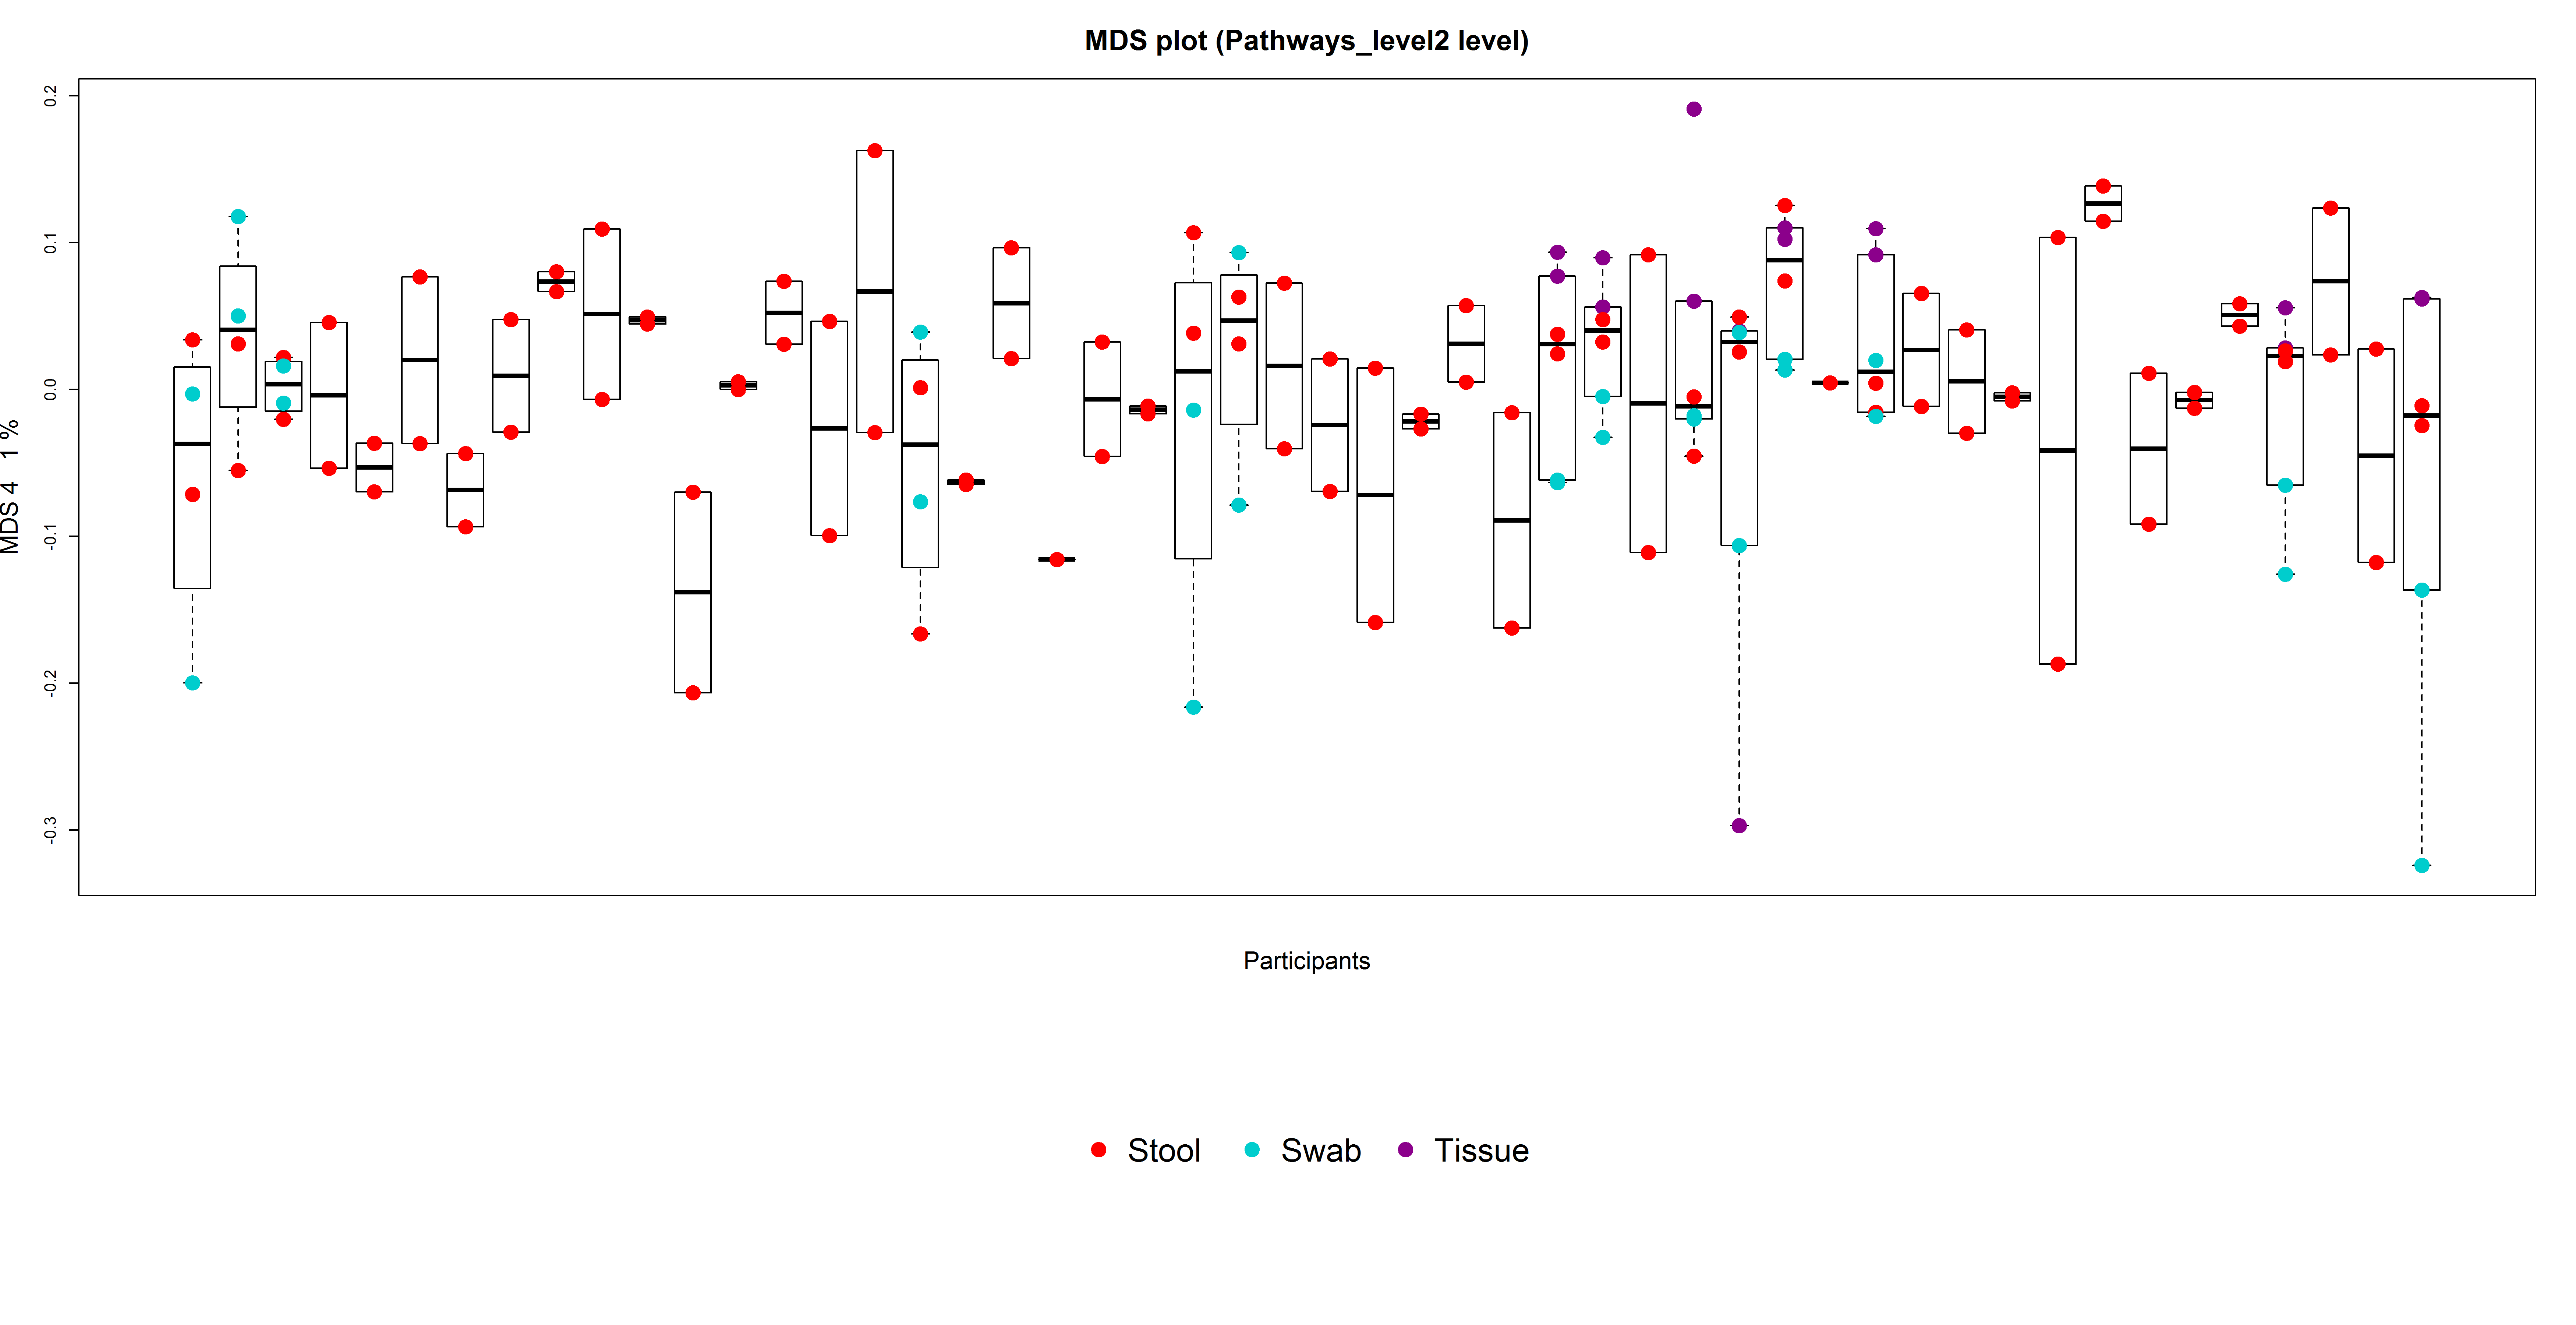 MDS plot (Pathways_level2 level)
MDS 4 1 %
0.2
0.1
0.0
-0.1
-0.2
-0.3
Participants
Stool Swab Tissue